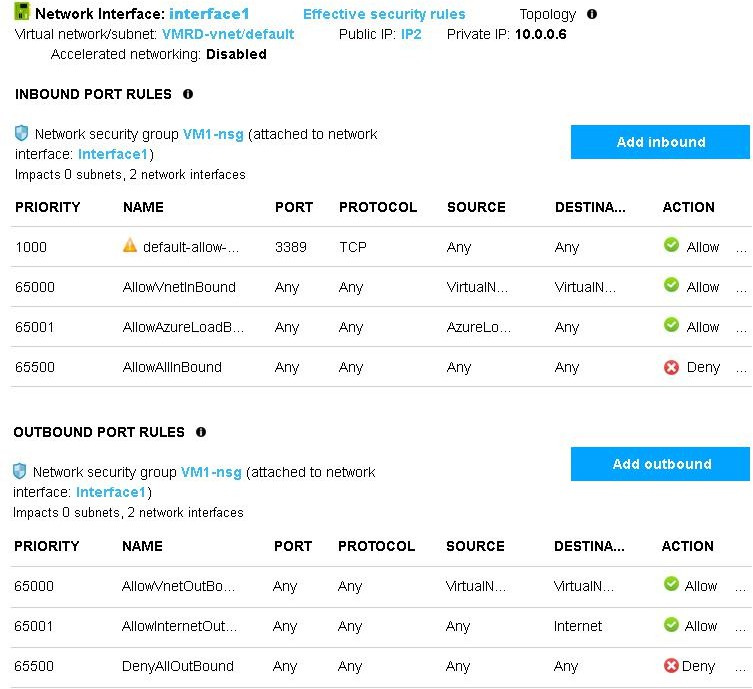 Network Interface: interface1 Effective security rules Topology
Virtual network/subnet: VMRD-vnet/default Public IP: IP2 Private IP: 10.0.0.6
Accelerated networking: Disabled
INBOUND PORT RULES
Network security group VM1-nsg (attached to network
interface: Interface1)
Impacts 0 subnets, 2 network interfaces
Add inbound
PRIORITY NAME PORT PROTOCOL SOURCE DESTINA... ACTION
1000 default-allow-... 3389 TCP Any Any Allow ...
65000 AllowVnetInBound Any Any VirtualN... VirtualN... Allow ...
65001 AllowAzureLoadB... Any Any AzureLo... Any Allow ...
65500 AllowAllInBound Any Any Any Any Deny ...
OUTBOUND PORT RULES
Network security group VM1-nsg (attached to network
interface: Interface1)
Impacts 0 subnets, 2 network interfaces
Add outbound
PRIORITY NAME PORT PROTOCOL SOURCE DESTINA... ACTION
65000 AllowVnetOutBo... Any Any VirtualN... VirtualN... Allow ...
65001 AllowInternetOut... Any Any Any Internet Allow ...
65500 DenyAllOutBound Any Any Any Any Deny ...